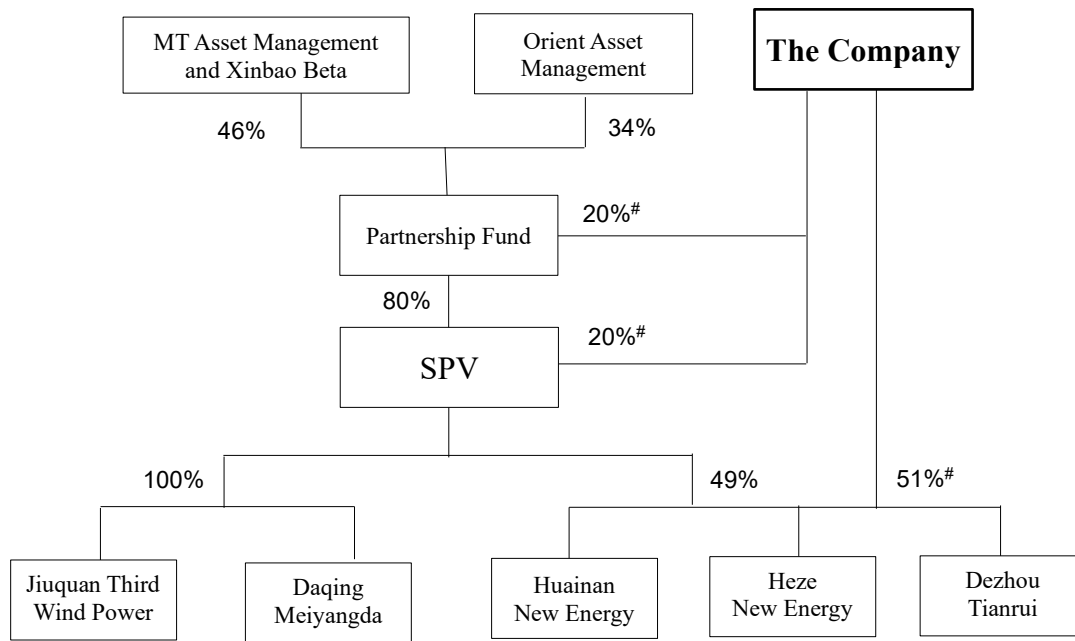 MT Asset Management
and Xinbao Beta
Orient Asset
Management
The Company
46%
34%
Partnership Fund
20%#
80%
SPV
20%#
100%
49%
51%#
Jiuquan Third
Wind Power
Daqing
Meiyangda
Huainan
New Energy
Heze
New Energy
Dezhou
Tianrui